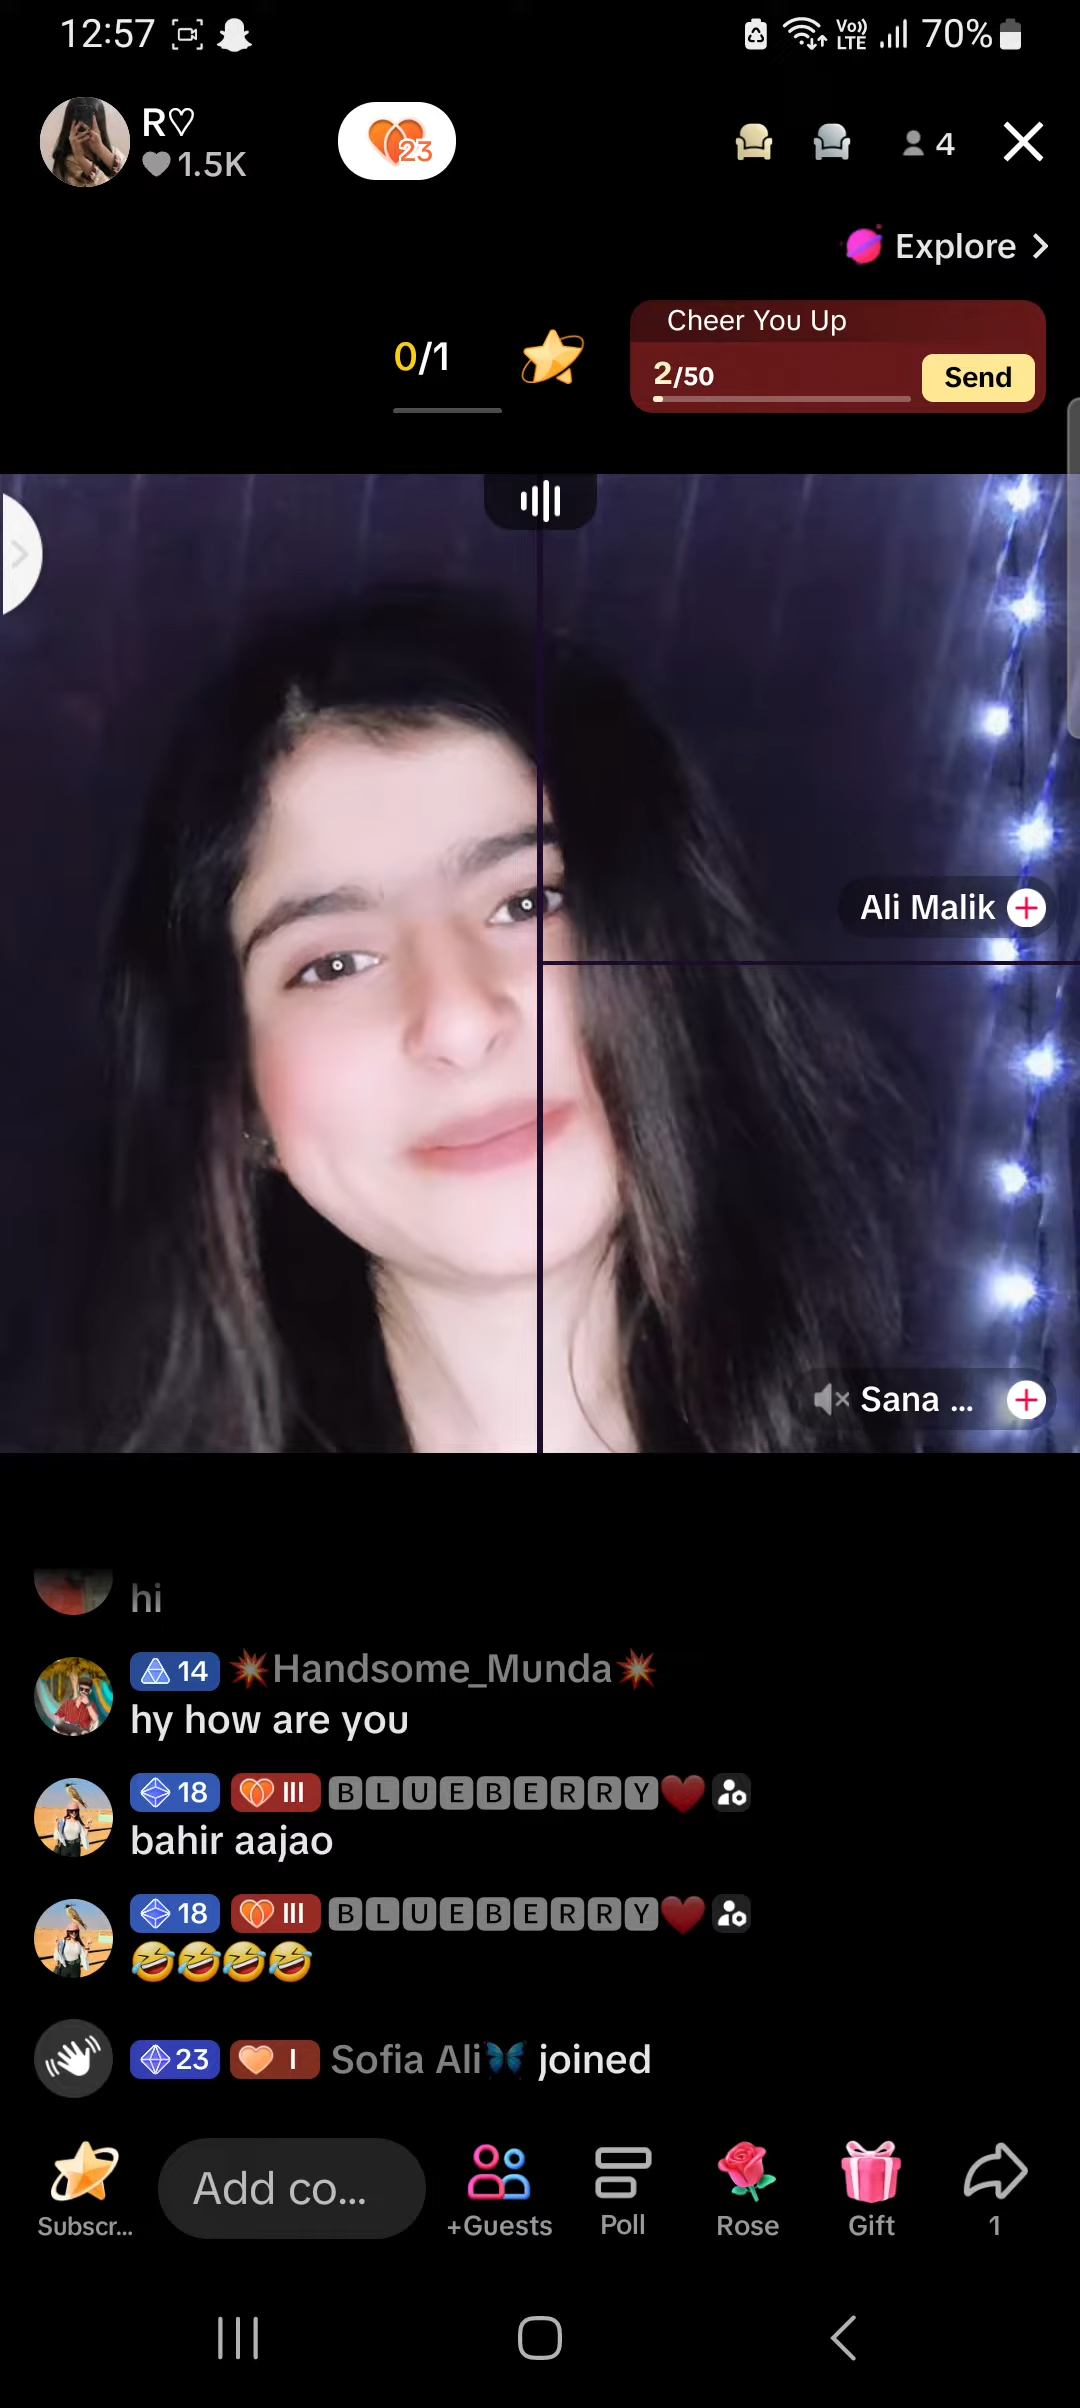 12:57
Vo)) LTE
70%
R♡
1.5K
23
4
Explore
0/1
Cheer You Up
2/50
Send
Ali Malik
Sana ...
hi
14 💥Handsome_Munda💥
hy how are you
18 III 🅱🅻🆄🅴🅱🅴🆁🆁🆈❤️
bahir aajao
18 III 🅱🅻🆄🅴🅱🅴🆁🆁🆈❤️
🤣🤣🤣🤣
23 I Sofia Ali🦋 joined
Subscr...
Add co...
+Guests
Poll
Rose
Gift
1